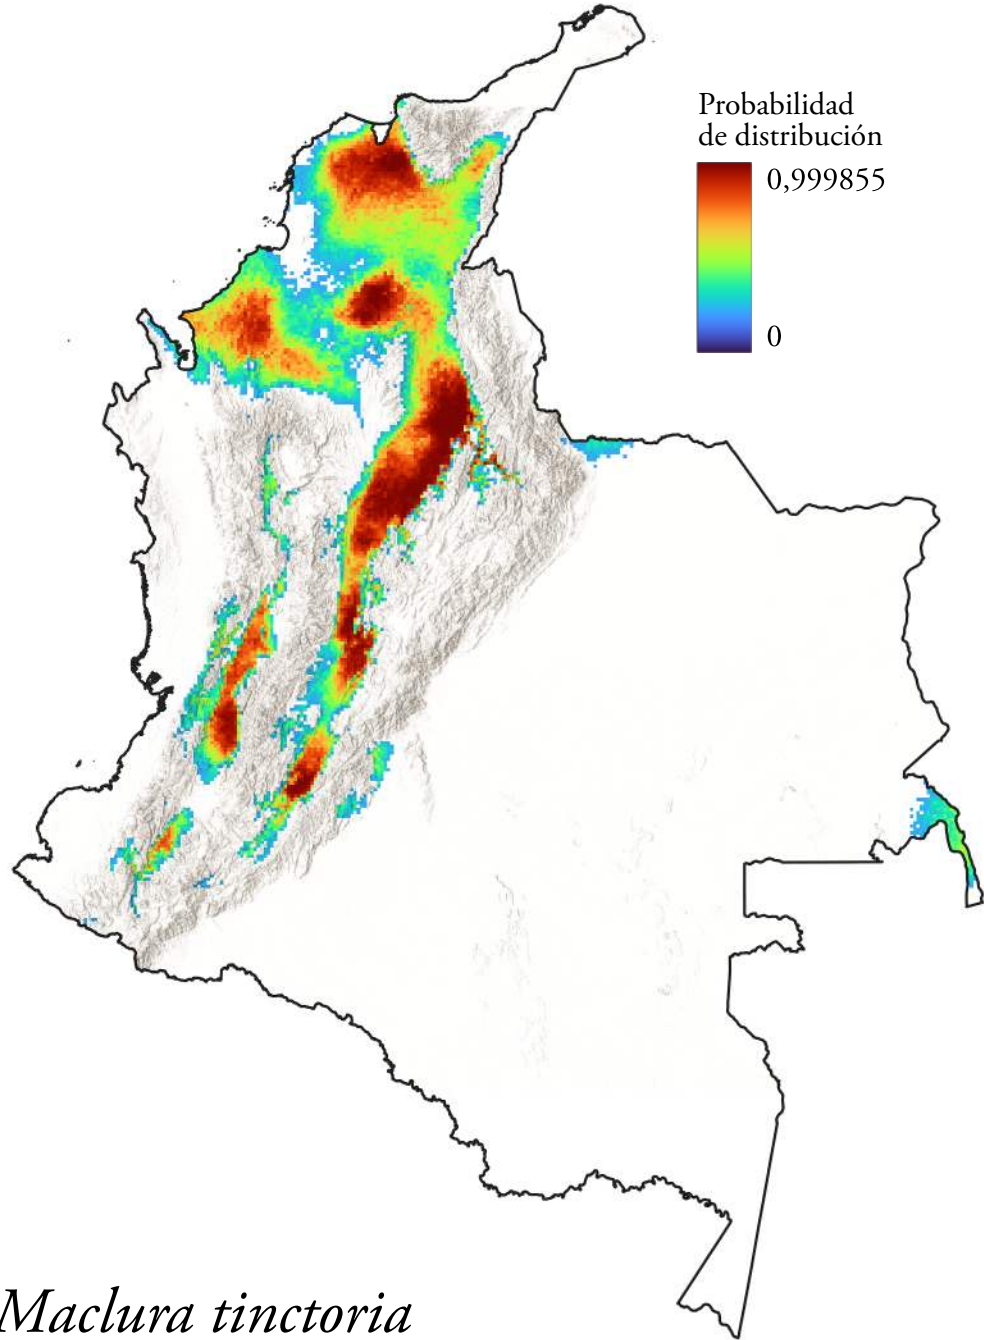 Probabilidad
de distribución
0,999855
0
Maclura tinctoria